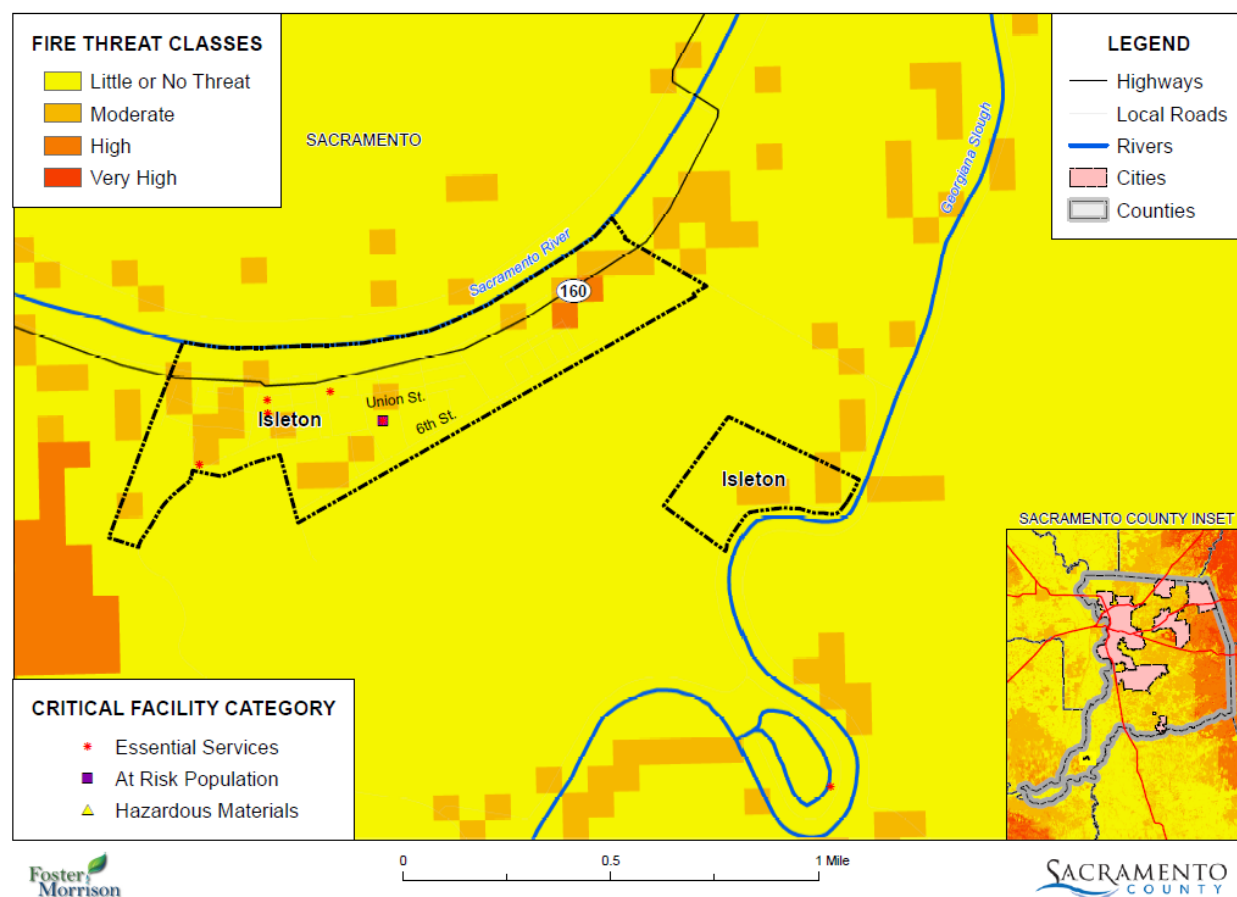 FIRE THREAT CLASSES
Little or No Threat
Moderate
High
Very High
LEGEND
Highways
Local Roads
Rivers
Cities
Counties
SACRAMENTO
Georgiana Slough
Sacramento River
160
Union St.
6th St.
Isleton
Isleton
SACRAMENTO COUNTY INSET
CRITICAL FACILITY CATEGORY
Essential Services
At Risk Population
Hazardous Materials
Foster
Morrison
0 0.5 1 Mile
SACRAMENTO
COUNTY